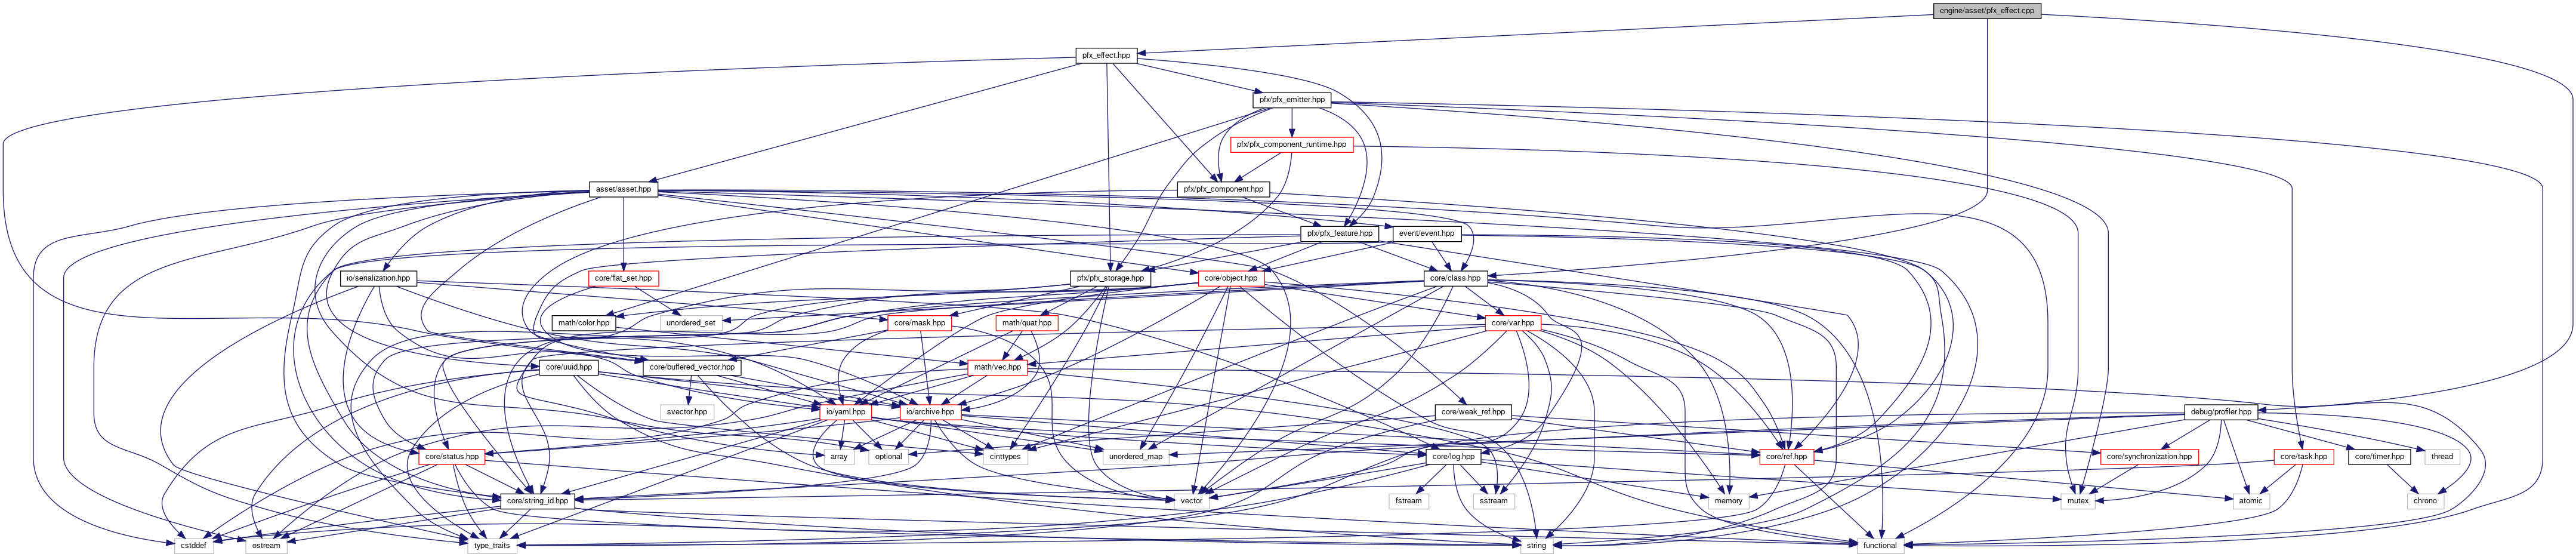 engine/asset/pfx_effect.cpp
pfx_effect.hpp
pfx/pfx_emitter.hpp
pfx/pfx_component_runtime.hpp
asset/asset.hpp
pfx/pfx_component.hpp
pfx/pfx_feature.hpp
event/event.hpp
io/serialization.hpp
core/flat_set.hpp
pfx/pfx_storage.hpp
core/object.hpp
core/class.hpp
math/color.hpp
unordered_set
core/mask.hpp
math/quat.hpp
core/var.hpp
core/uuid.hpp
core/buffered_vector.hpp
math/vec.hpp
svector.hpp
io/yaml.hpp
io/archive.hpp
core/weak_ref.hpp
debug/profiler.hpp
core/status.hpp
array
optional
cinttypes
unordered_map
core/log.hpp
core/ref.hpp
core/synchronization.hpp
core/task.hpp
core/timer.hpp
thread
core/string_id.hpp
vector
fstream
sstream
memory
mutex
atomic
chrono
cstddef
ostream
type_traits
string
functional